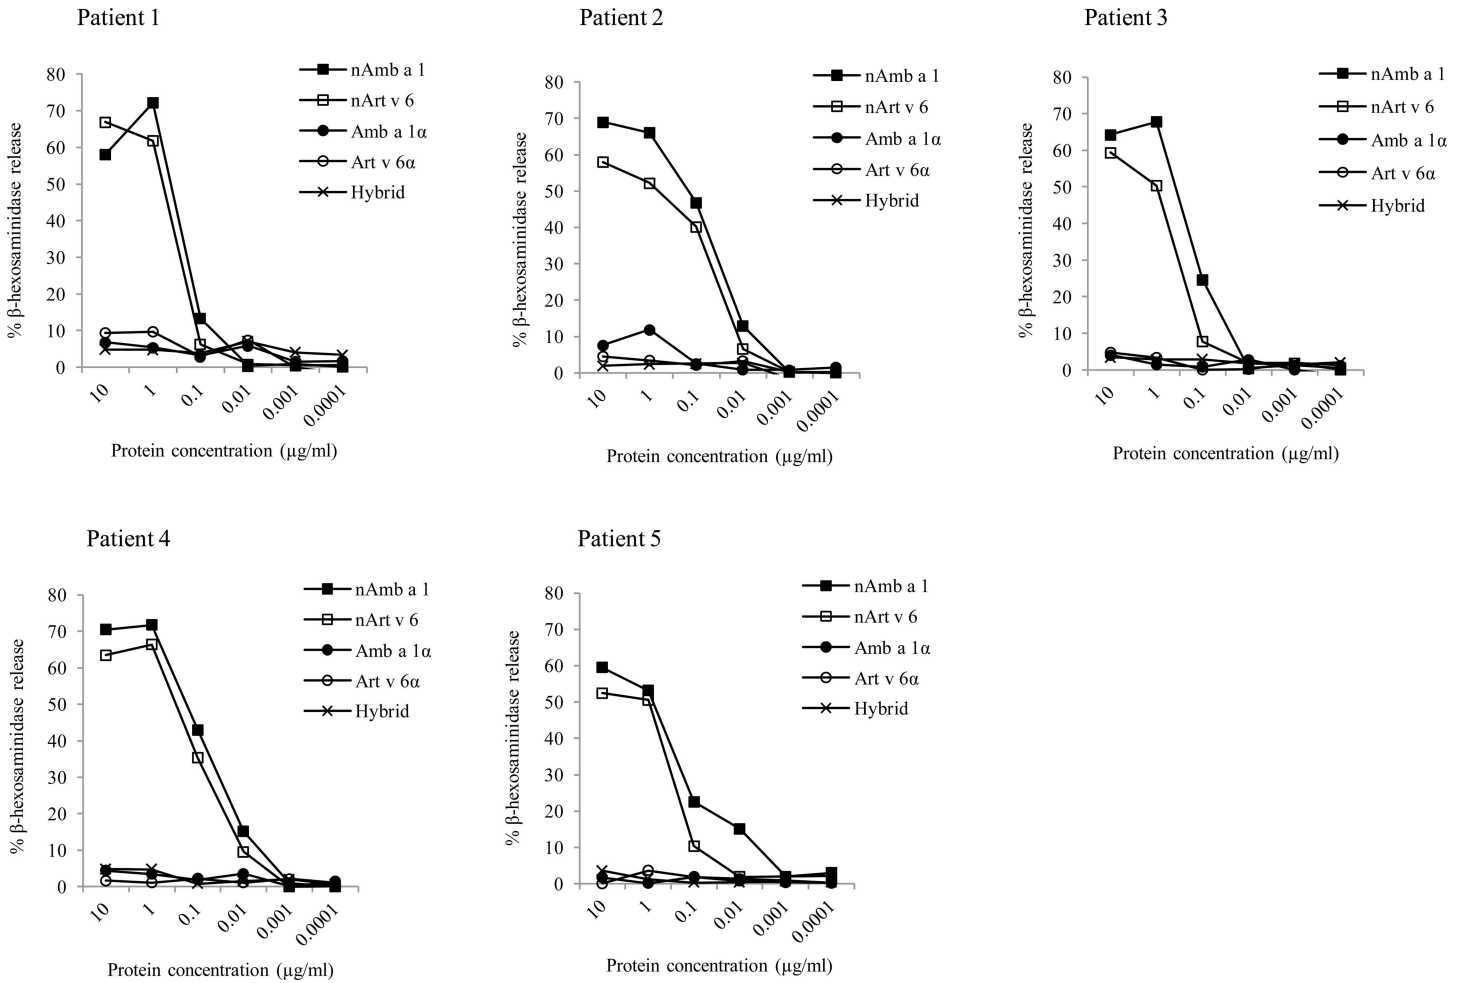 Patient 1
% β-hexosaminidase release
80
70
60
50
40
30
20
10
0
10
1
0.1
0.01
0.001
0.0001
Protein concentration (µg/ml)
nAmb a 1
nArt v 6
Amb a 1α
Art v 6α
Hybrid
Patient 2
% β-hexosaminidase release
80
70
60
50
40
30
20
10
0
10
1
0.1
0.01
0.001
0.0001
Protein concentration (µg/ml)
nAmb a 1
nArt v 6
Amb a 1α
Art v 6α
Hybrid
Patient 3
% β-hexosaminidase release
80
70
60
50
40
30
20
10
0
10
1
0.1
0.01
0.001
0.0001
Protein concentration (µg/ml)
nAmb a 1
nArt v 6
Amb a 1α
Art v 6α
Hybrid
Patient 4
% β-hexosaminidase release
80
70
60
50
40
30
20
10
0
10
1
0.1
0.01
0.001
0.0001
Protein concentration (µg/ml)
nAmb a 1
nArt v 6
Amb a 1α
Art v 6α
Hybrid
Patient 5
% β-hexosaminidase release
80
70
60
50
40
30
20
10
0
10
1
0.1
0.01
0.001
0.0001
Protein concentration (µg/ml)
nAmb a 1
nArt v 6
Amb a 1α
Art v 6α
Hybrid